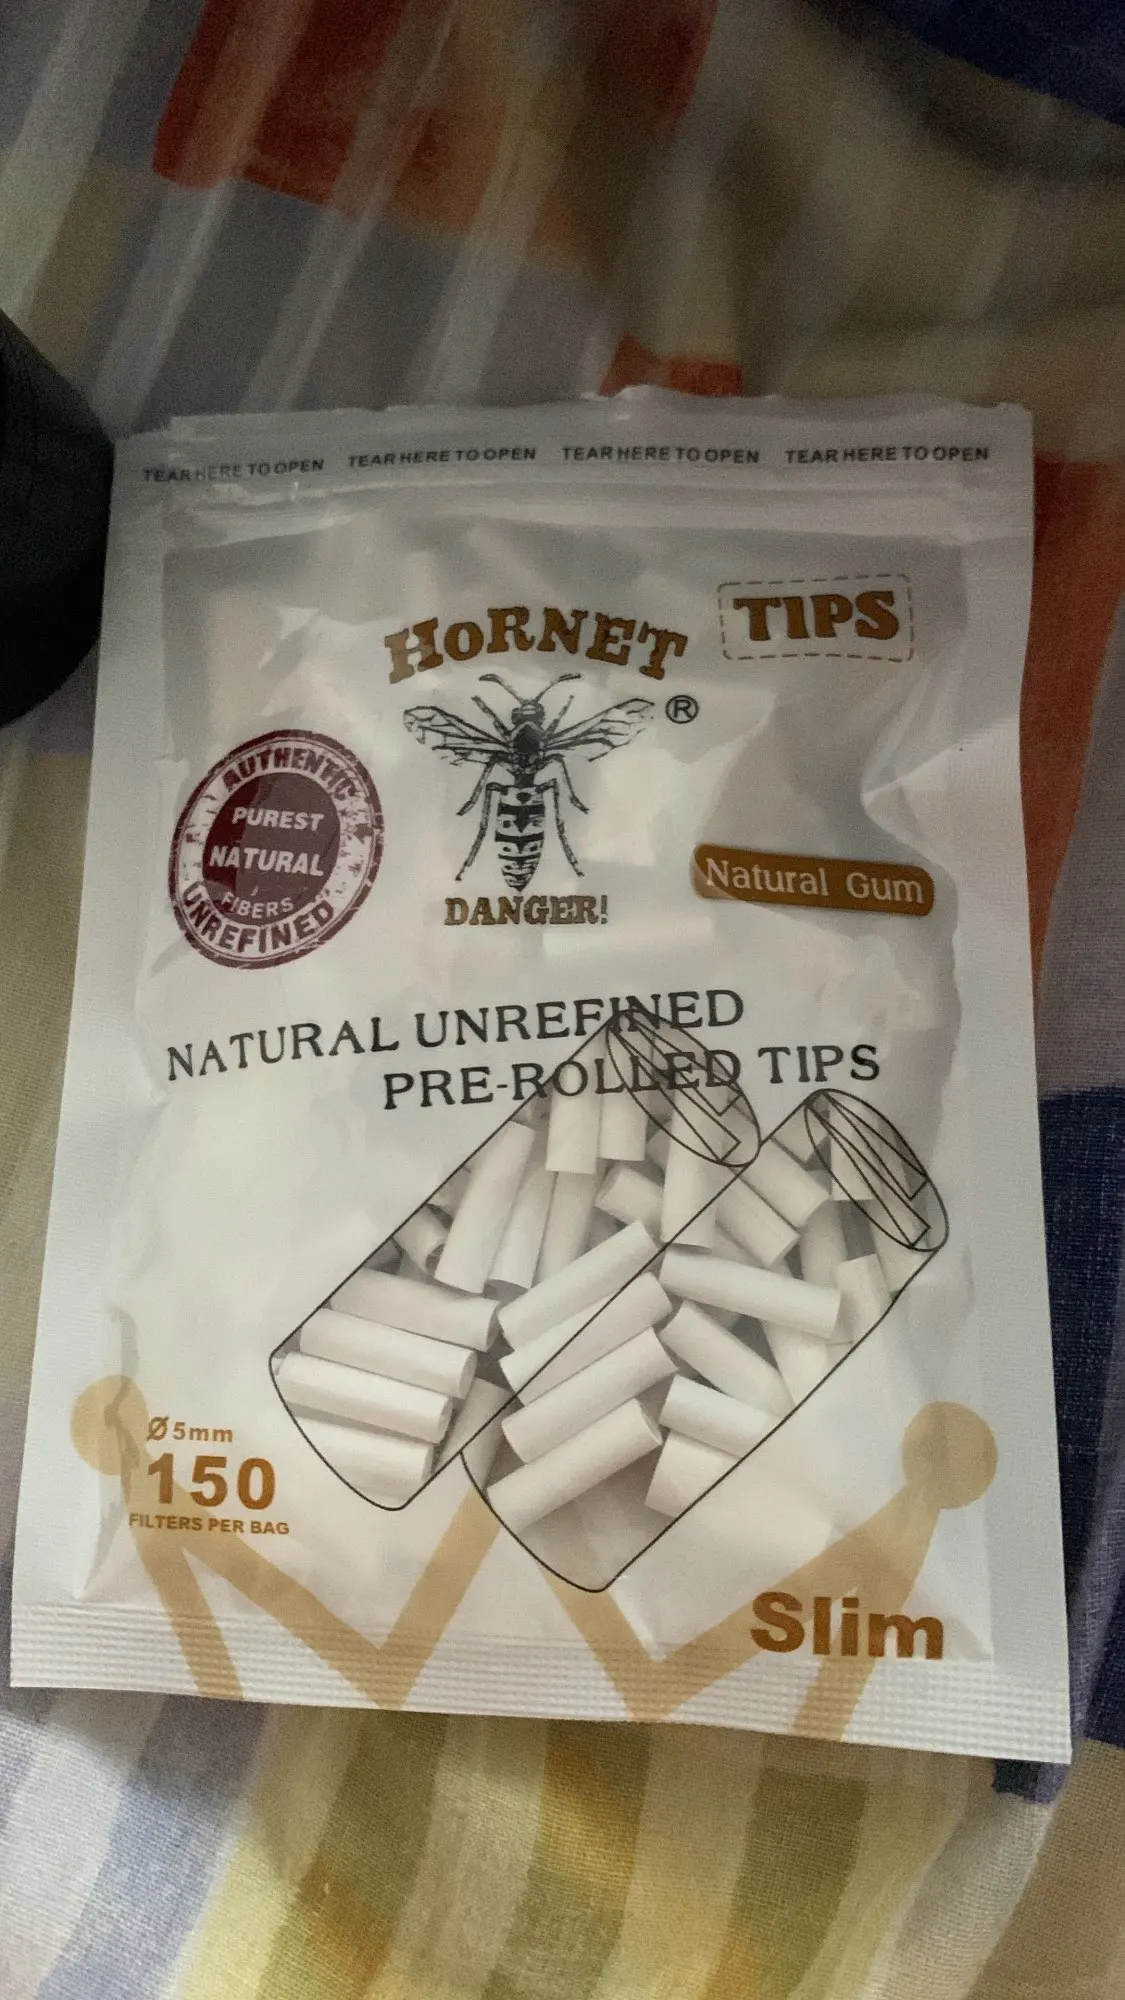 TEAR HERE TO OPEN TEAR HERE TO OPEN TEAR HERE TO OPEN TEAR HERE TO OPEN
HORNET
TIPS
®
AUTHENTIC
PUREST
NATURAL
FIBERS
UNREFINED
DANGER!
Natural Gum
NATURAL UNREFINED
PRE-ROLLED TIPS
Ø5mm
150
FILTERS PER BAG
Slim